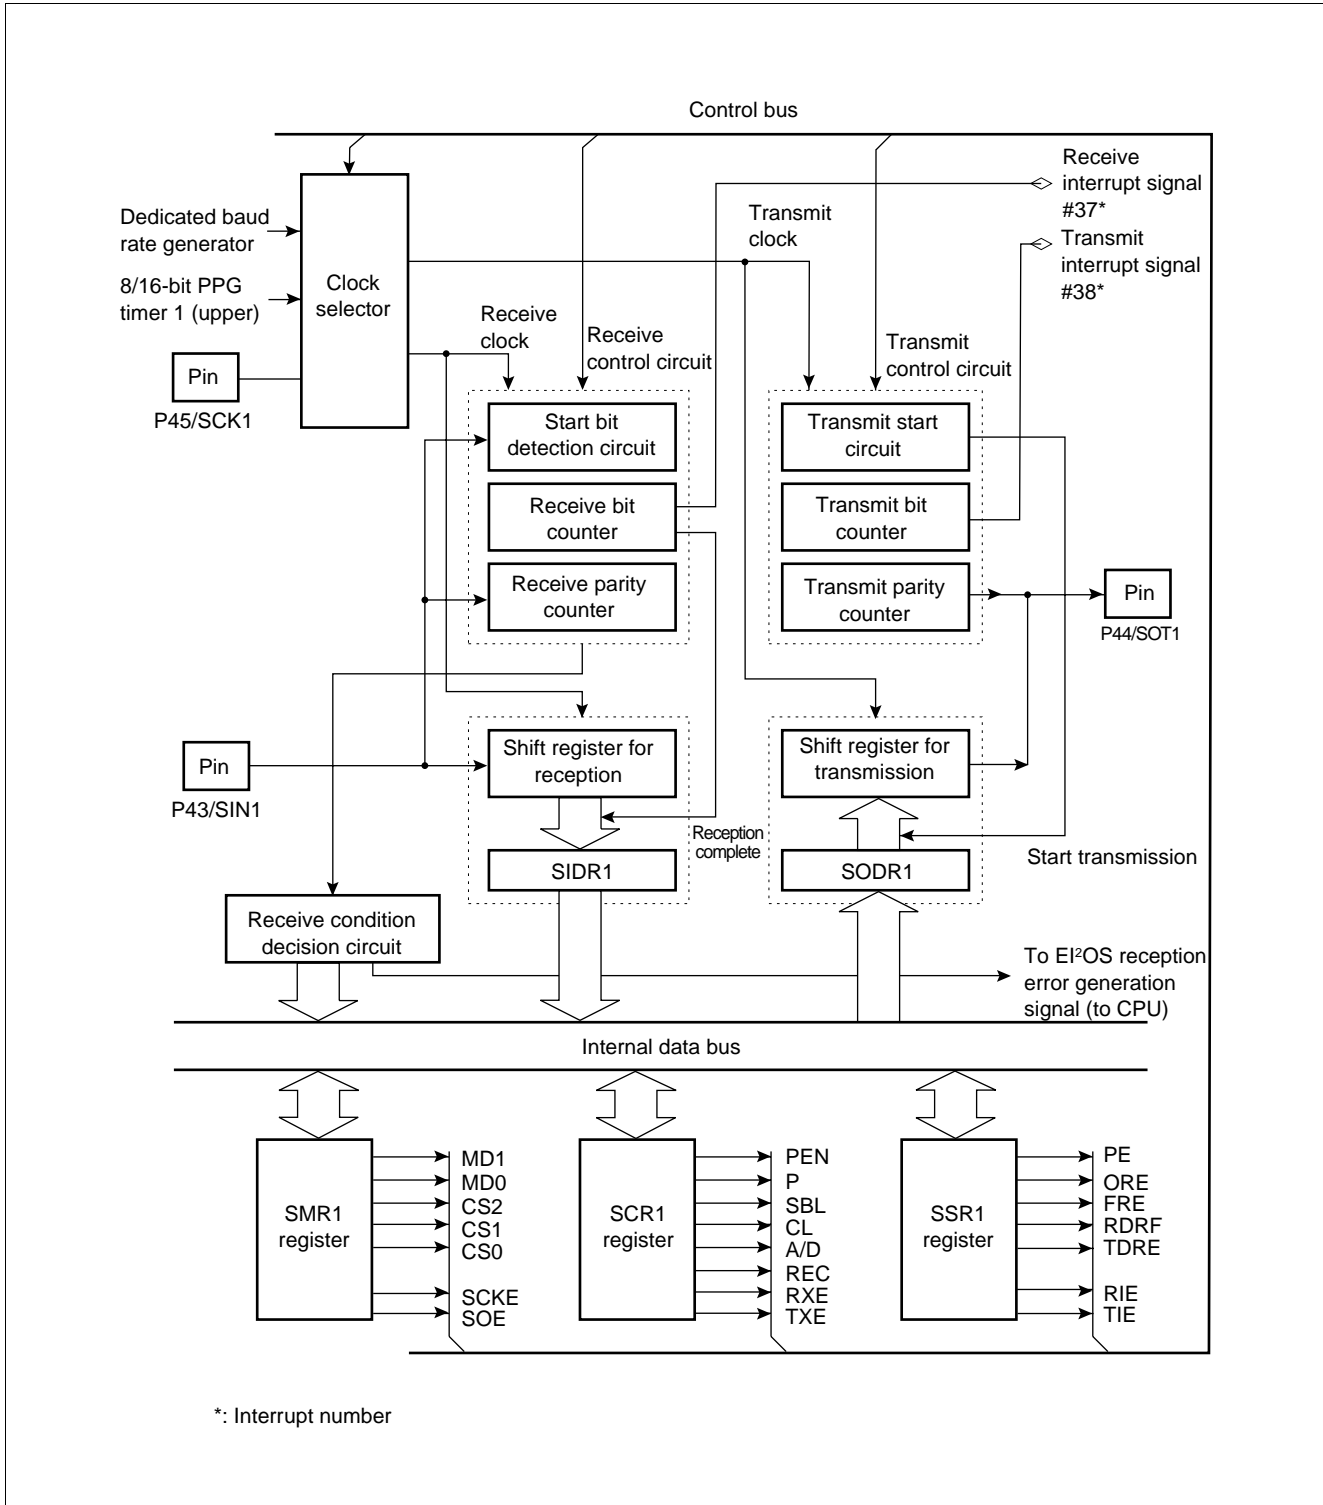 Control bus
Receive
interrupt signal
#37*
Transmit
interrupt signal
#38*
Dedicated baud
rate generator
8/16-bit PPG
timer 1 (upper)
Clock
selector
Transmit
clock
Receive
clock
Receive
control circuit
Transmit
control circuit
Pin
P45/SCK1
Start bit
detection circuit
Receive bit
counter
Receive parity
counter
Transmit start
circuit
Transmit bit
counter
Transmit parity
counter
Pin
P44/SOT1
Pin
P43/SIN1
Shift register for
reception
Shift register for
transmission
Reception
complete
Start transmission
SIDR1
SODR1
Receive condition
decision circuit
To EI²OS reception
error generation
signal (to CPU)
Internal data bus
SMR1
register
MD1
MD0
CS2
CS1
CS0
SCKE
SOE
SCR1
register
PEN
P
SBL
CL
A/D
REC
RXE
TXE
SSR1
register
PE
ORE
FRE
RDRF
TDRE
RIE
TIE
*: Interrupt number